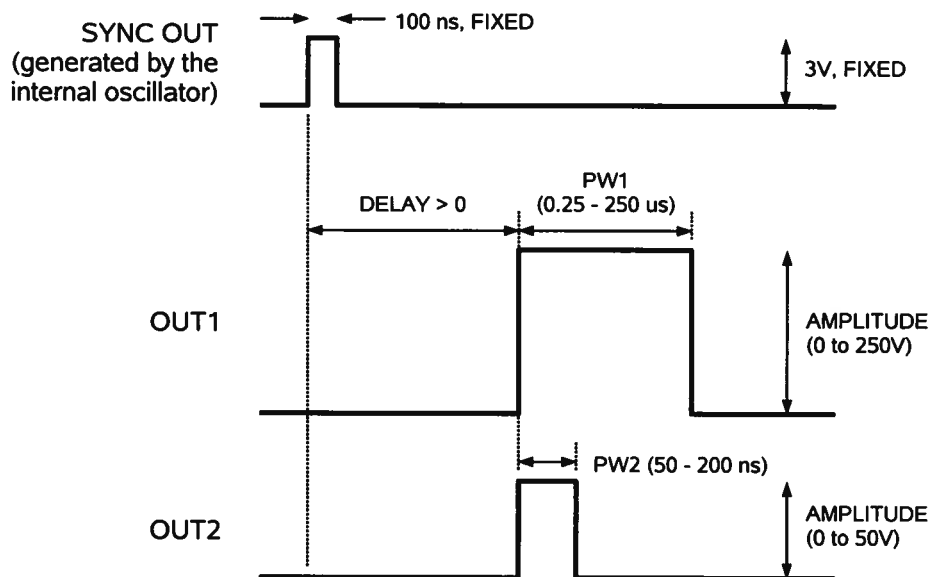 100 ns, FIXED
SYNC OUT
(generated by the
internal oscillator)
3V, FIXED
PW1
(0.25 - 250 us)
DELAY > 0
OUT1
AMPLITUDE
(0 to 250V)
PW2 (50 - 200 ns)
OUT2
AMPLITUDE
(0 to 50V)